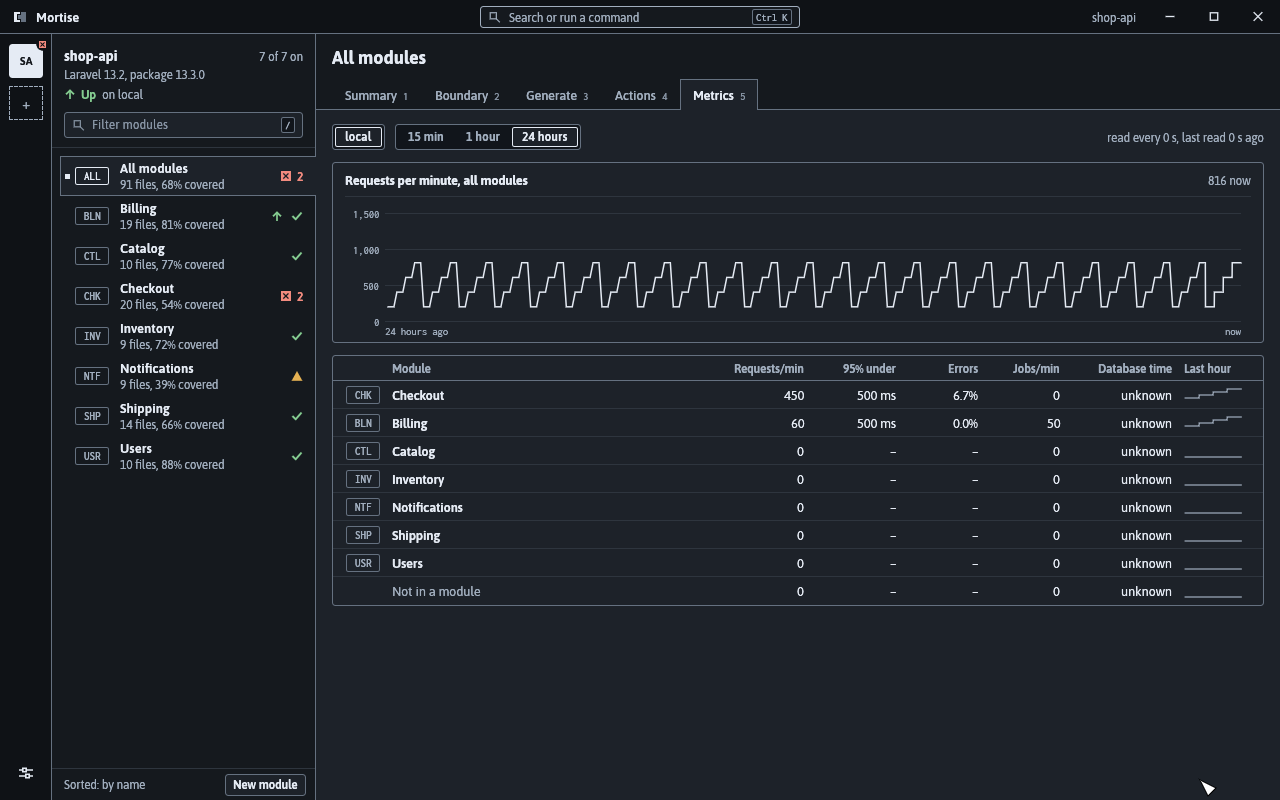 Mortise
Search or run a command
Ctrl K
shop-api
SA
+
shop-api
7 of 7 on
Laravel 13.2, package 13.3.0
Up on local
Filter modules
/
ALL
All modules
91 files, 68% covered
2
BLN
Billing
19 files, 81% covered
CTL
Catalog
10 files, 77% covered
CHK
Checkout
20 files, 54% covered
2
INV
Inventory
9 files, 72% covered
NTF
Notifications
9 files, 39% covered
SHP
Shipping
14 files, 66% covered
USR
Users
10 files, 88% covered
Sorted: by name
New module
All modules
Summary 1
Boundary 2
Generate 3
Actions 4
Metrics 5
local
15 min
1 hour
24 hours
read every 0 s, last read 0 s ago
Requests per minute, all modules
816 now
1,500
1,000
500
0
24 hours ago
now
Module Requests/min 95% under Errors Jobs/min Database time Last hour
CHK Checkout 450 500 ms 6.7% 0 unknown
BLN Billing 60 500 ms 0.0% 50 unknown
CTL Catalog 0 – – 0 unknown
INV Inventory 0 – – 0 unknown
NTF Notifications 0 – – 0 unknown
SHP Shipping 0 – – 0 unknown
USR Users 0 – – 0 unknown
Not in a module 0 – – 0 unknown